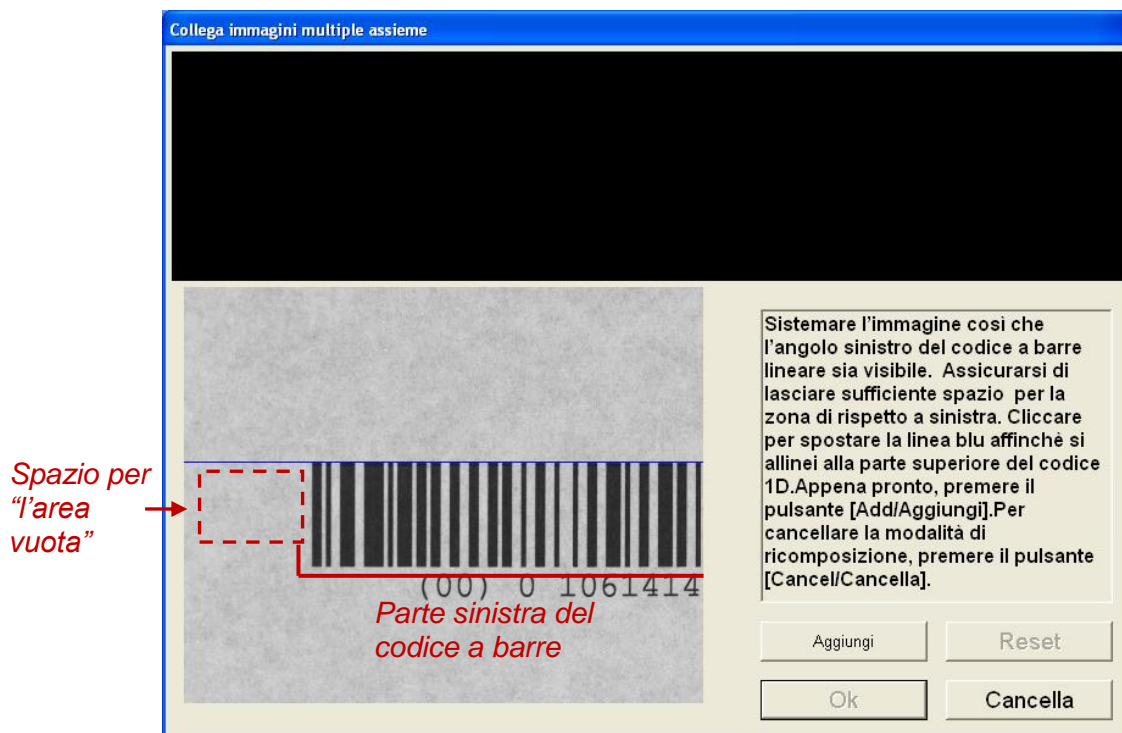 Collega immagini multiple assieme
Sistemare l'immagine così che
l'angolo sinistro del codice a barre
lineare sia visibile.  Assicurarsi di
lasciare sufficiente spazio  per la
zona di rispetto a sinistra. Cliccare
per spostare la linea blu affinchè si
allinei alla parte superiore del codice
1D.Appena pronto, premere il
pulsante [Add/Aggiungi].Per
cancellare la modalità di
ricomposizione, premere il pulsante
[Cancel/Cancella].
Spazio per
“l’area
vuota”
(00) 0 1061414
Parte sinistra del
codice a barre
Aggiungi
Reset
Ok
Cancella